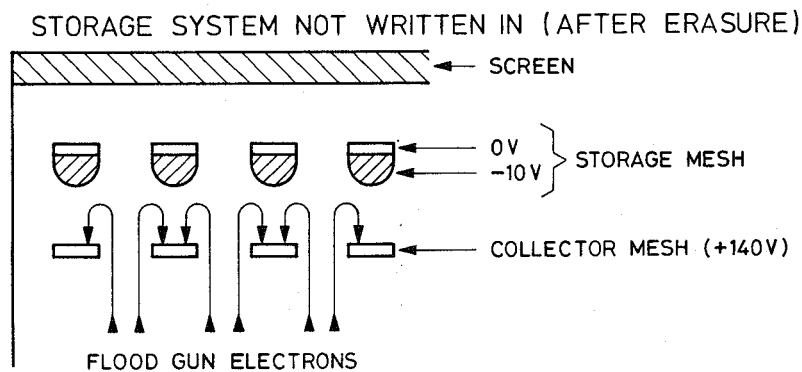 STORAGE SYSTEM NOT WRITTEN IN (AFTER ERASURE)
SCREEN
0V
-10V
STORAGE MESH
COLLECTOR MESH (+140V)
FLOOD GUN ELECTRONS